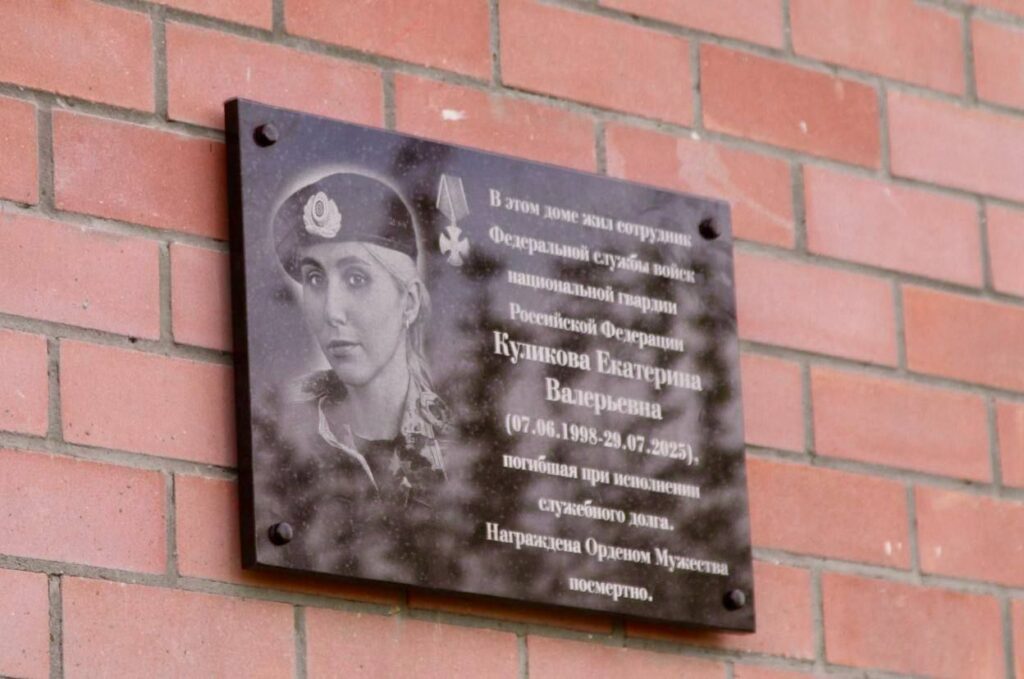 В этом доме жил сотрудник
Федеральной службы войск
национальной гвардии
Российской Федерации
Куликова Екатерина
Валерьевна
(07.06.1998-29.07.2025),
погибшая при исполнении
служебного долга.
Награждена Орденом Мужества
посмертно.